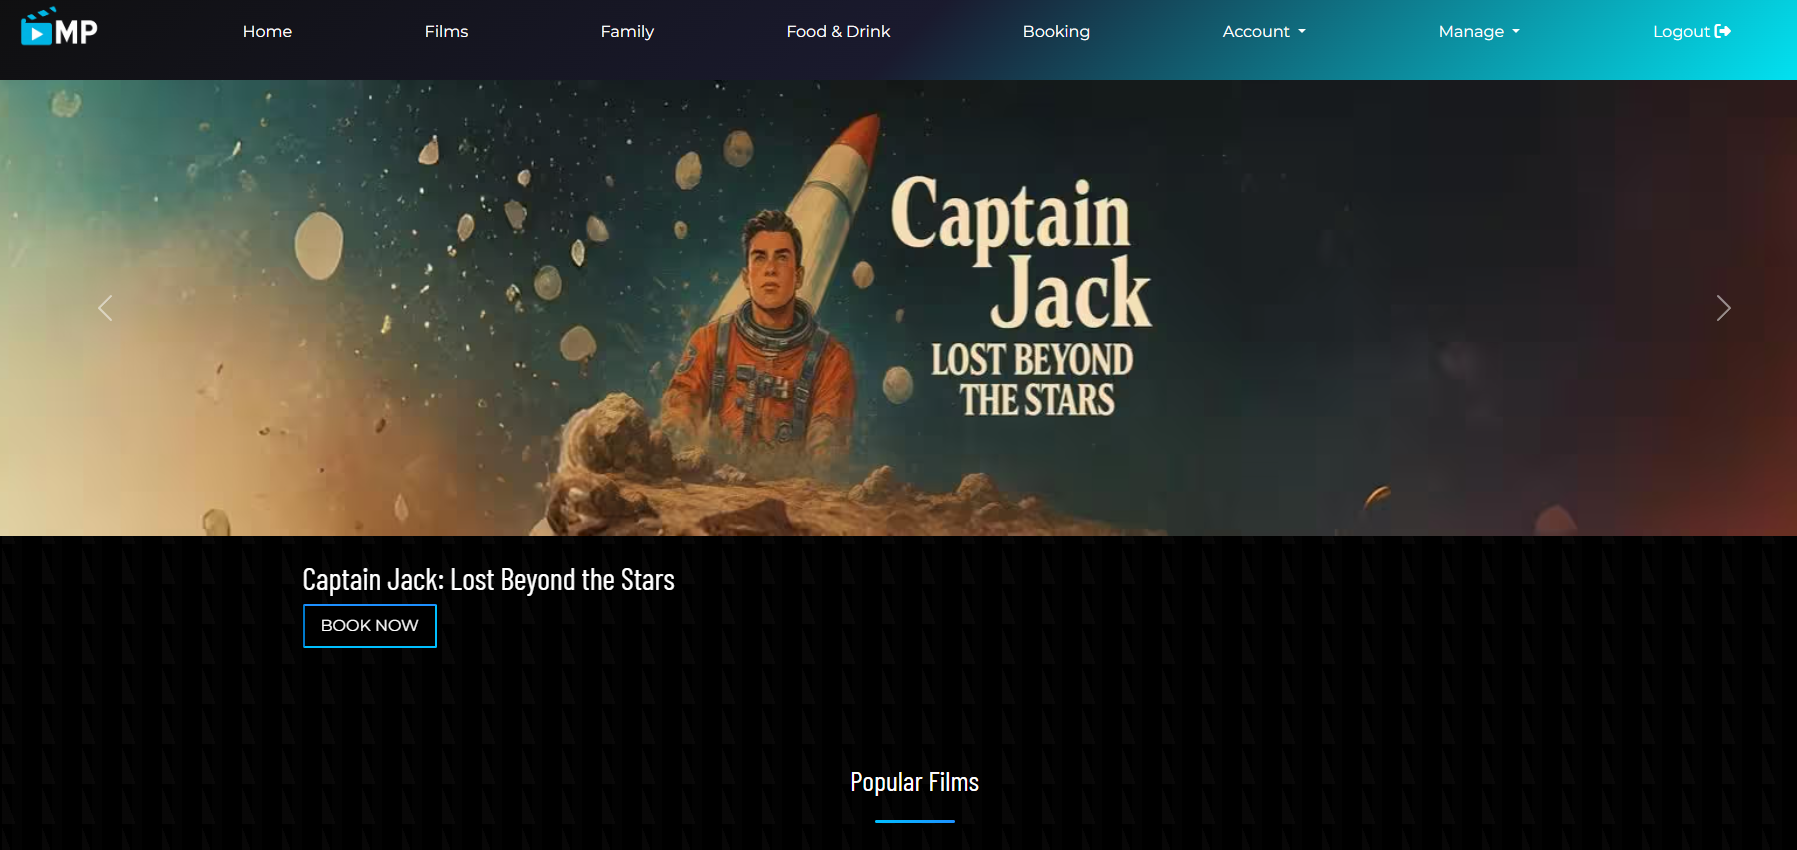 MP
Home
Films
Family
Food & Drink
Booking
Account
Manage
Logout
Captain
Jack
LOST BEYOND
THE STARS
Captain Jack: Lost Beyond the Stars
BOOK NOW
Popular Films